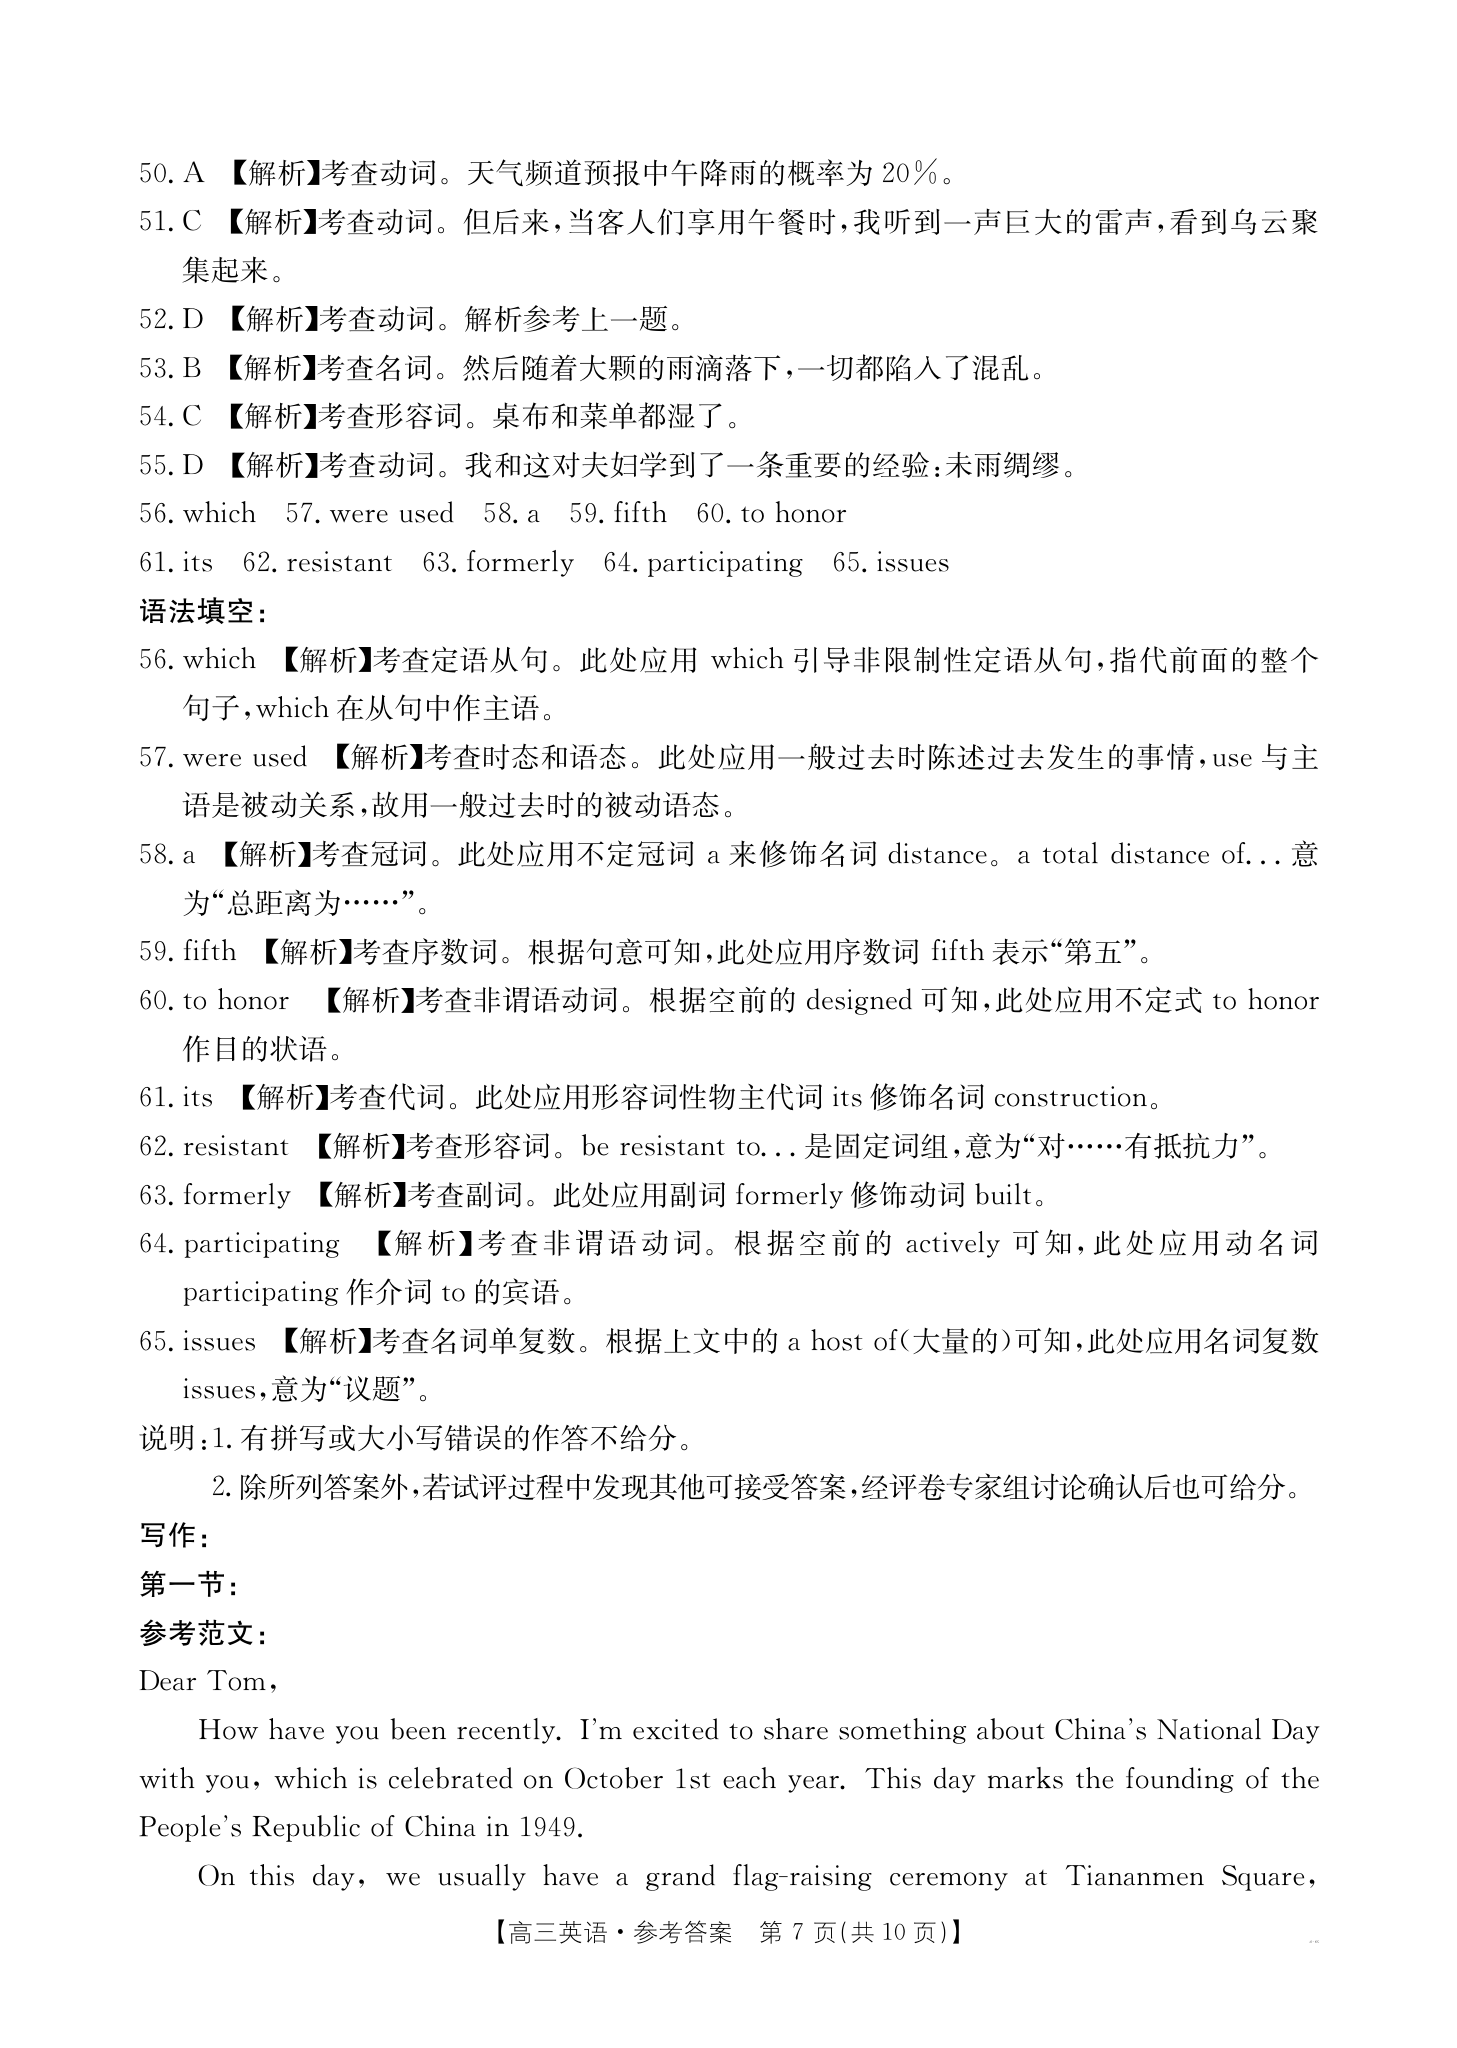 50. A 【解析】考查动词。天气频道预报中午降雨的概率为 20%。
51. C 【解析】考查动词。但后来,当客人们享用午餐时,我听到一声巨大的雷声,看到乌云聚
集起来。
52. D 【解析】考查动词。解析参考上一题。
53. B 【解析】考查名词。然后随着大颗的雨滴落下,一切都陷入了混乱。
54. C 【解析】考查形容词。桌布和菜单都湿了。
55. D 【解析】考查动词。我和这对夫妇学到了一条重要的经验:未雨绸缪。
56. which 57. were used 58. a 59. fifth 60. to honor
61. its 62. resistant 63. formerly 64. participating 65. issues
语法填空:
56. which 【解析】考查定语从句。此处应用 which 引导非限制性定语从句,指代前面的整个
句子,which 在从句中作主语。
57. were used 【解析】考查时态和语态。此处应用一般过去时陈述过去发生的事情,use 与主
语是被动关系,故用一般过去时的被动语态。
58. a 【解析】考查冠词。此处应用不定冠词 a 来修饰名词 distance。a total distance of... 意
为“总距离为……”。
59. fifth 【解析】考查序数词。根据句意可知,此处应用序数词 fifth 表示“第五”。
60. to honor 【解析】考查非谓语动词。根据空前的 designed 可知,此处应用不定式 to honor
作目的状语。
61. its 【解析】考查代词。此处应用形容词性物主代词 its 修饰名词 construction。
62. resistant 【解析】考查形容词。be resistant to... 是固定词组,意为“对……有抵抗力”。
63. formerly 【解析】考查副词。此处应用副词 formerly 修饰动词 built。
64. participating 【解析】考查非谓语动词。根据空前的 actively 可知,此处应用动名词
participating 作介词 to 的宾语。
65. issues 【解析】考查名词单复数。根据上文中的 a host of(大量的)可知,此处应用名词复数
issues,意为“议题”。
说明:1. 有拼写或大小写错误的作答不给分。
2. 除所列答案外,若试评过程中发现其他可接受答案,经评卷专家组讨论确认后也可给分。
写作:
第一节:
参考范文:
Dear Tom,
How have you been recently. I'm excited to share something about China's National Day
with you, which is celebrated on October 1st each year. This day marks the founding of the
People's Republic of China in 1949.
On this day, we usually have a grand flag-raising ceremony at Tiananmen Square,
【高三英语·参考答案 第 7 页(共 10 页)】